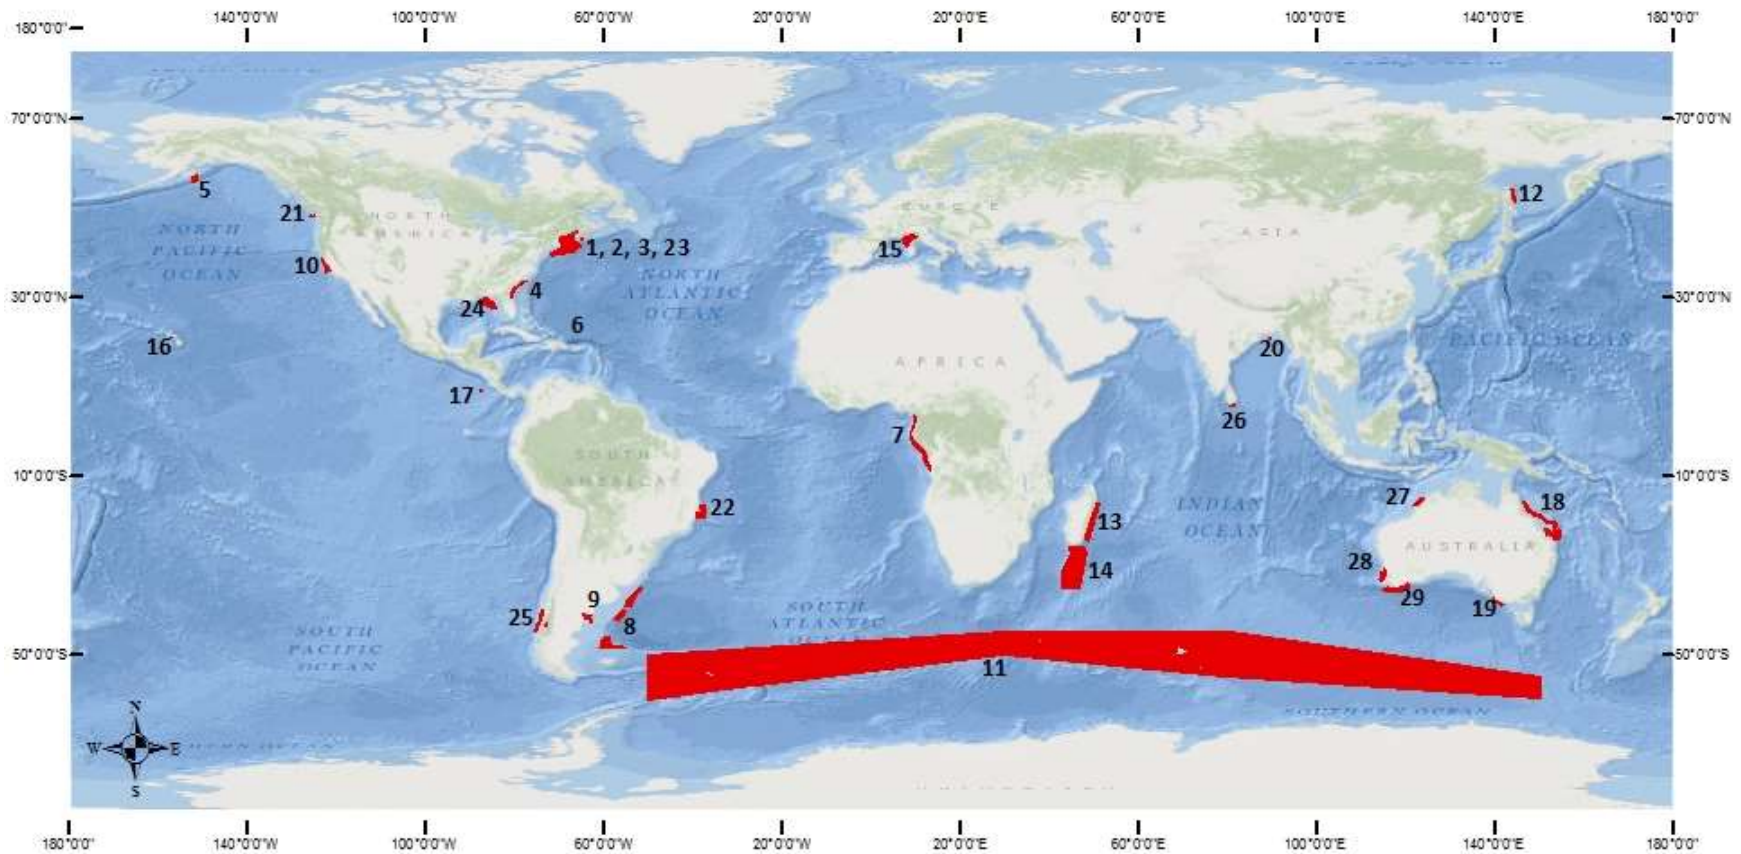 140°0'0"W 100°0'0"W 60°0'0"W 20°0'0"W 20°0'0"E 60°0'0"E 100°0'0"E 140°0'0"E 180°0'0"
180°0'0"
70°0'0"N 70°0'0"N
5
12
21
NORTH
AMERICA
EUROPE
NORTH
PACIFIC
OCEAN
1, 2, 3, 23
15
ASIA
10
NORTH
ATLANTIC
OCEAN
4
30°0'0"N 30°0'0"N
24
6
16
20
PACIFIC OCEAN
AFRICA
17
26
7
SOUTH
AMERICA
10°0'0"S 10°0'0"S
22
13
INDIAN
OCEAN
27
18
14
AUSTRALIA
28
29
19
9
25
8
SOUTH
ATLANTIC
OCEAN
SOUTH
PACIFIC
OCEAN
50°0'0"S 50°0'0"S
11
SOUTHERN OCEAN
N
W E
S
180°0'0" 140°0'0"W 100°0'0"W 60°0'0"W 20°0'0"W 20°0'0"E 60°0'0"E 100°0'0"E 140°0'0"E 180°0'0"